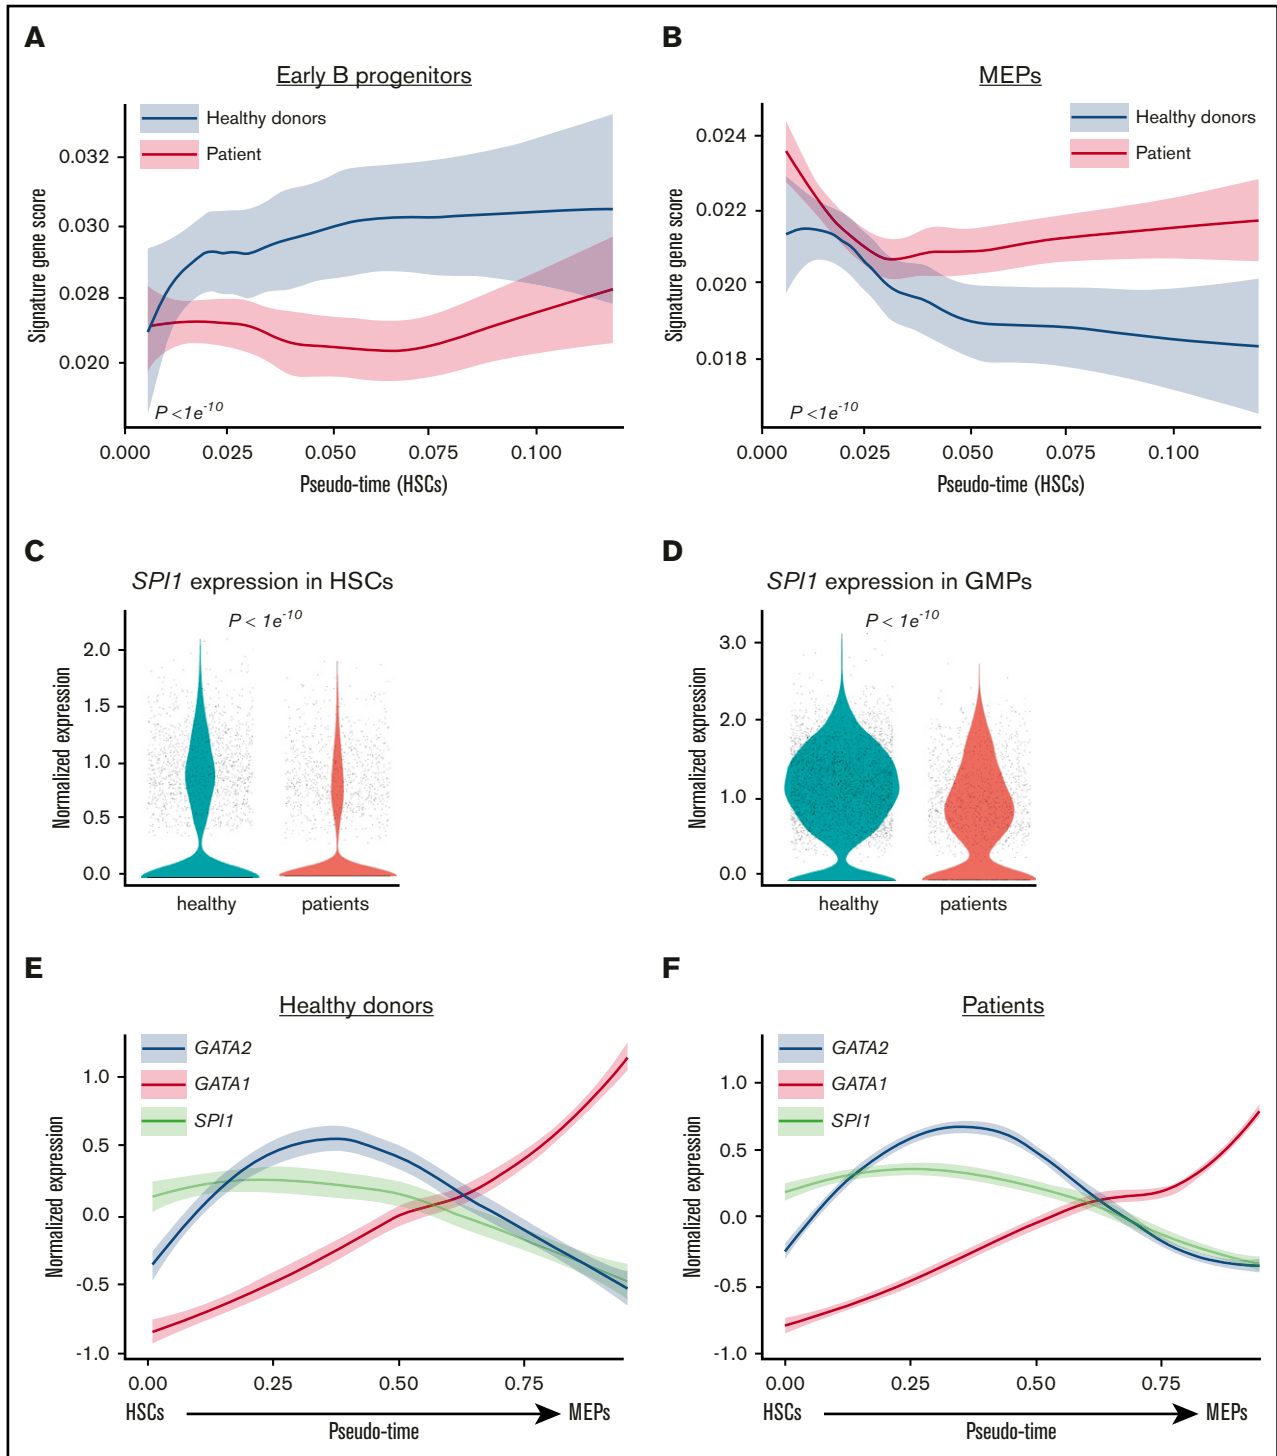 A
Early B progenitors
Healthy donors
Patient
Signature gene score
0.032
0.030
0.028
0.020
P <1e-10
0.000 0.025 0.050 0.075 0.100
Pseudo-time (HSCs)
B
MEPs
Healthy donors
Patient
Signature gene score
0.024
0.022
0.020
0.018
P <1e-10
0.000 0.025 0.050 0.075 0.100
Pseudo-time (HSCs)
C
SPI1 expression in HSCs
P < 1e-10
Normalized expression
2.0
1.5
1.0
0.5
0.0
healthy patients
D
SPI1 expression in GMPs
P < 1e-10
Normalized expression
3.0
2.0
1.0
0.0
healthy patients
E
Healthy donors
GATA2
GATA1
SPI1
Normalized expression
1.0
0.5
0.0
-0.5
-1.0
0.00 0.25 0.50 0.75
HSCs MEPs
Pseudo-time
F
Patients
GATA2
GATA1
SPI1
Normalized expression
1.0
0.5
0.0
-0.5
-1.0
0.00 0.25 0.50 0.75
HSCs MEPs
Pseudo-time